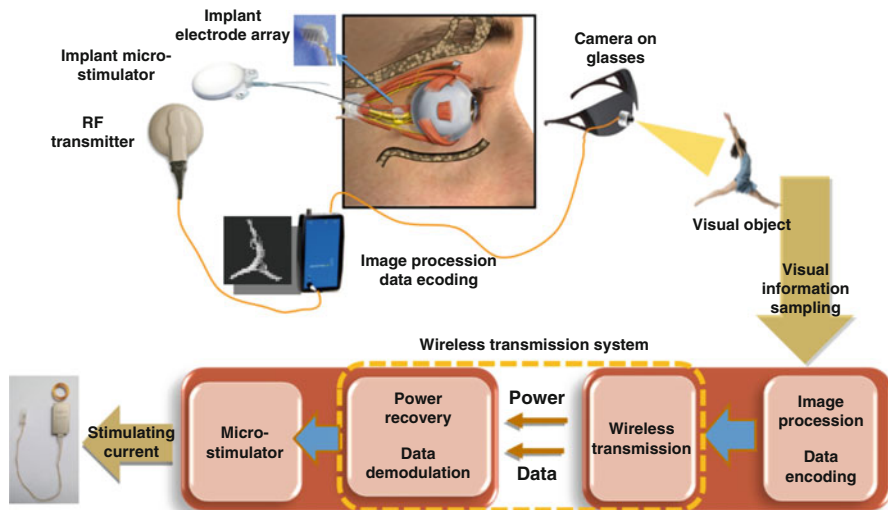 Implant
electrode array
Implant micro-
stimulator
Camera on
glasses
RF
transmitter
Visual object
Image procession
data ecoding
Visual
information
sampling
Wireless transmission system
Stimulating
current
Micro-
stimulator
Power
recovery
Data
demodulation
Power
Data
Wireless
transmission
Image
procession
Data
encoding